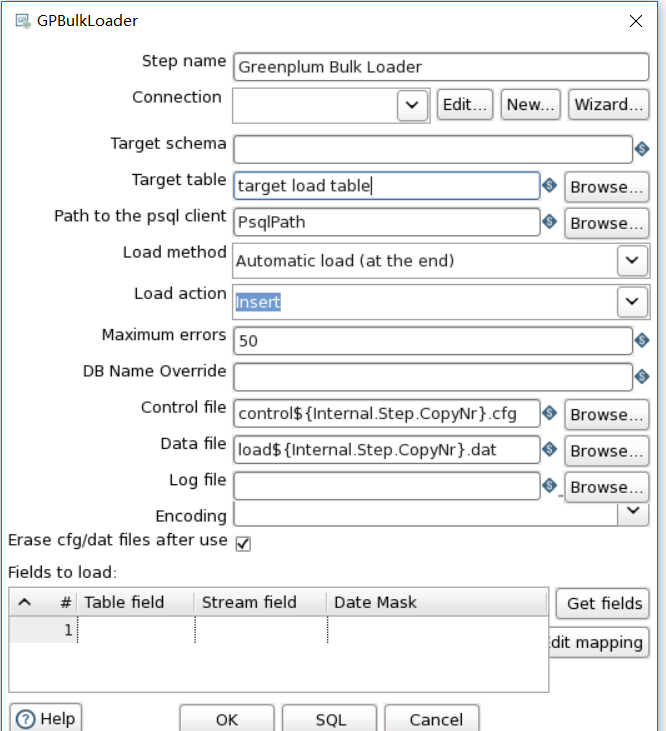 GPBulkLoader
Step name Greenplum Bulk Loader
Connection Edit... New... Wizard...
Target schema
Target table target load table Browse...
Path to the psql client PsqlPath Browse...
Load method Automatic load (at the end)
Load action Insert
Maximum errors 50
DB Name Override
Control file control${Internal.Step.CopyNr}.cfg Browse...
Data file load${Internal.Step.CopyNr}.dat Browse...
Log file Browse...
Encoding
Erase cfg/dat files after use
Fields to load:
# Table field Stream field Date Mask Get fields
1 dit mapping
Help OK SQL Cancel